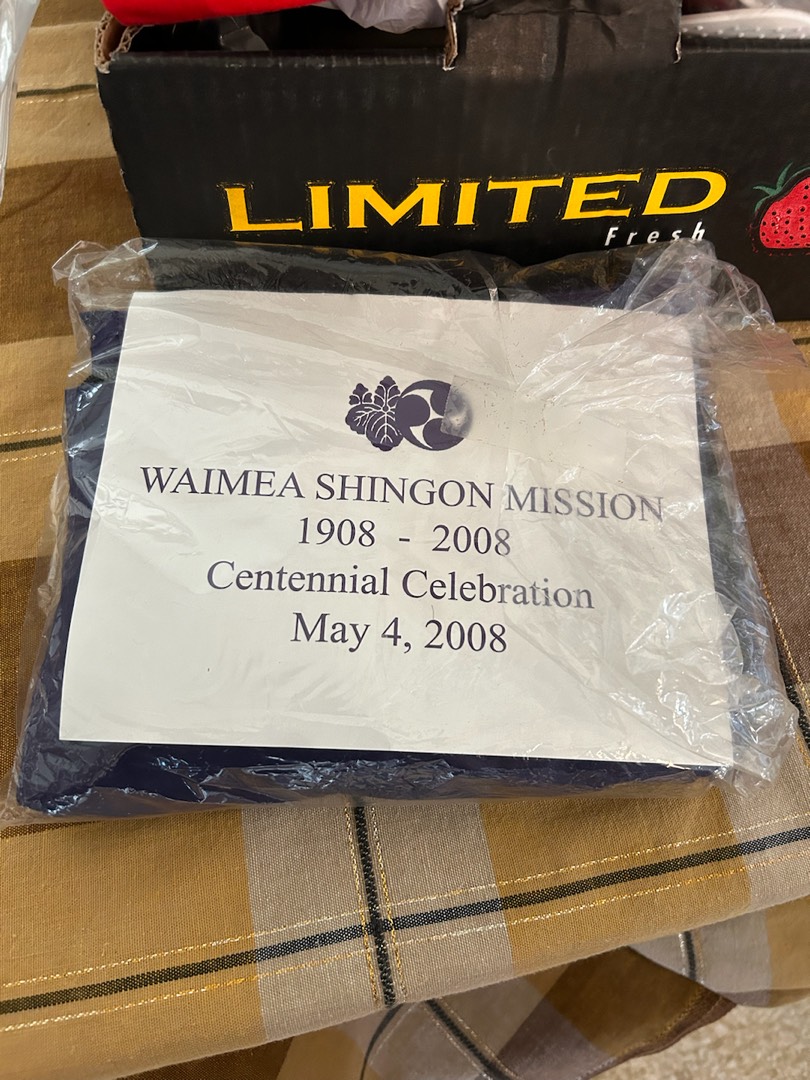 LIMITED
Fresh
WAIMEA SHINGON MISSION
1908 - 2008
Centennial Celebration
May 4, 2008